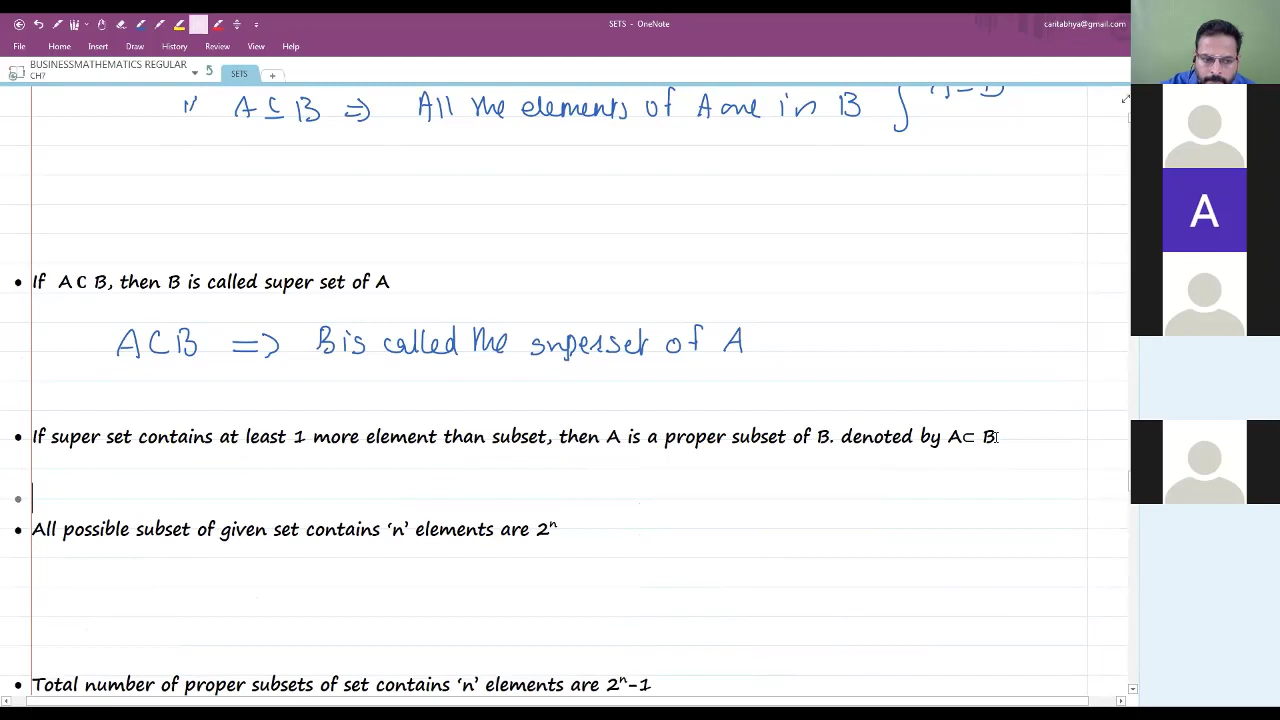 SETS - OneNote
cantabhya@gmail.com
File Home Insert Draw History Review View Help
BUSINESSMATHEMATICS REGULAR
CH7
SETS
A ⊆ B ⇒ All the elements of A are in B
• If A ⊂ B, then B is called super set of A
A ⊂ B ⇒ B is called the superset of A
• If super set contains at least 1 more element than subset, then A is a proper subset of B. denoted by A⊂ B
• All possible subset of given set contains ‘n’ elements are 2ⁿ
• Total number of proper subsets of set contains ‘n’ elements are 2ⁿ-1
A